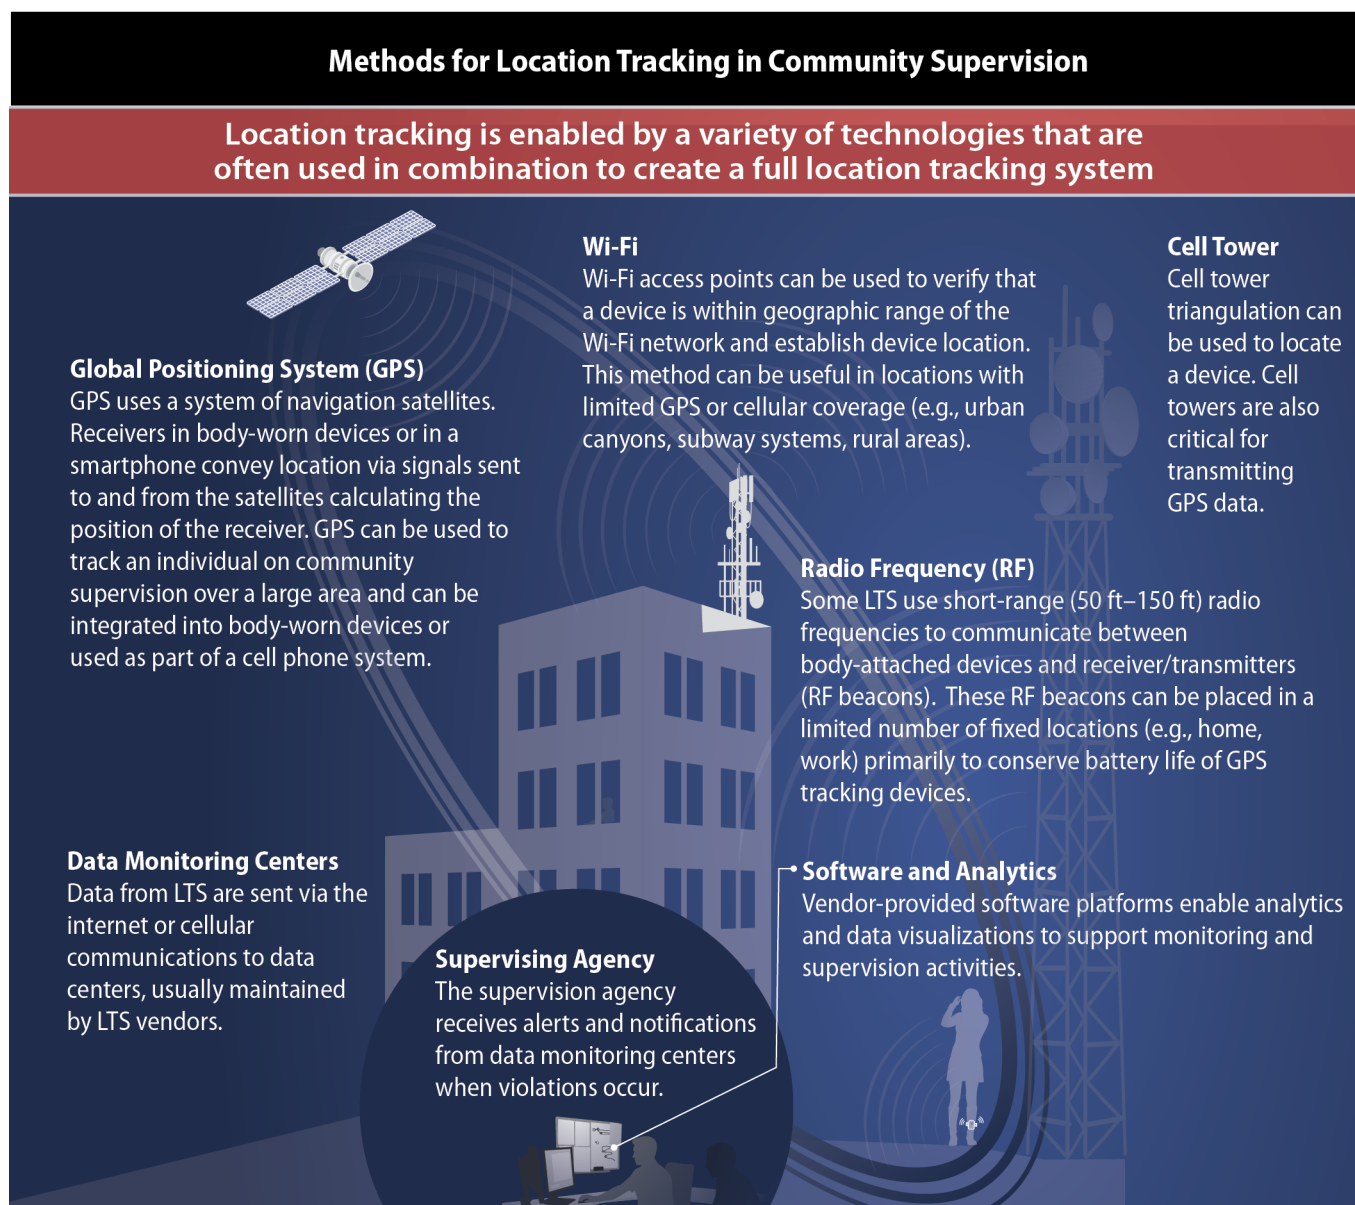 Methods for Location Tracking in Community Supervision
Location tracking is enabled by a variety of technologies that are
often used in combination to create a full location tracking system
Global Positioning System (GPS)
GPS uses a system of navigation satellites.
Receivers in body-worn devices or in a
smartphone convey location via signals sent
to and from the satellites calculating the
position of the receiver. GPS can be used to
track an individual on community
supervision over a large area and can be
integrated into body-worn devices or
used as part of a cell phone system.
Wi-Fi
Wi-Fi access points can be used to verify that
a device is within geographic range of the
Wi-Fi network and establish device location.
This method can be useful in locations with
limited GPS or cellular coverage (e.g., urban
canyons, subway systems, rural areas).
Cell Tower
Cell tower
triangulation can
be used to locate
a device. Cell
towers are also
critical for
transmitting
GPS data.
Radio Frequency (RF)
Some LTS use short-range (50 ft–150 ft) radio
frequencies to communicate between
body-attached devices and receiver/transmitters
(RF beacons).  These RF beacons can be placed in a
limited number of fixed locations (e.g., home,
work) primarily to conserve battery life of GPS
tracking devices.
Data Monitoring Centers
Data from LTS are sent via the
internet or cellular
communications to data
centers, usually maintained
by LTS vendors.
Supervising Agency
The supervision agency
receives alerts and notifications
from data monitoring centers
when violations occur.
Software and Analytics
Vendor-provided software platforms enable analytics
and data visualizations to support monitoring and
supervision activities.